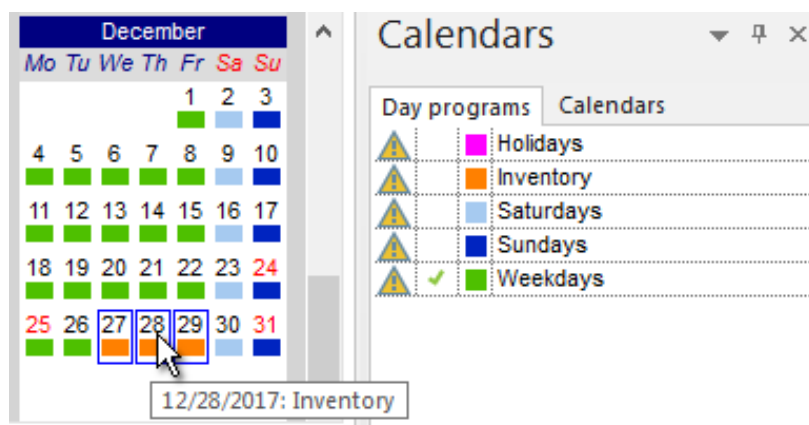 December
Mo Tu We Th Fr Sa Su
1 2 3
4 5 6 7 8 9 10
11 12 13 14 15 16 17
18 19 20 21 22 23 24
25 26 27 28 29 30 31
12/28/2017: Inventory
Calendars
Day programs Calendars
Holidays
Inventory
Saturdays
Sundays
Weekdays